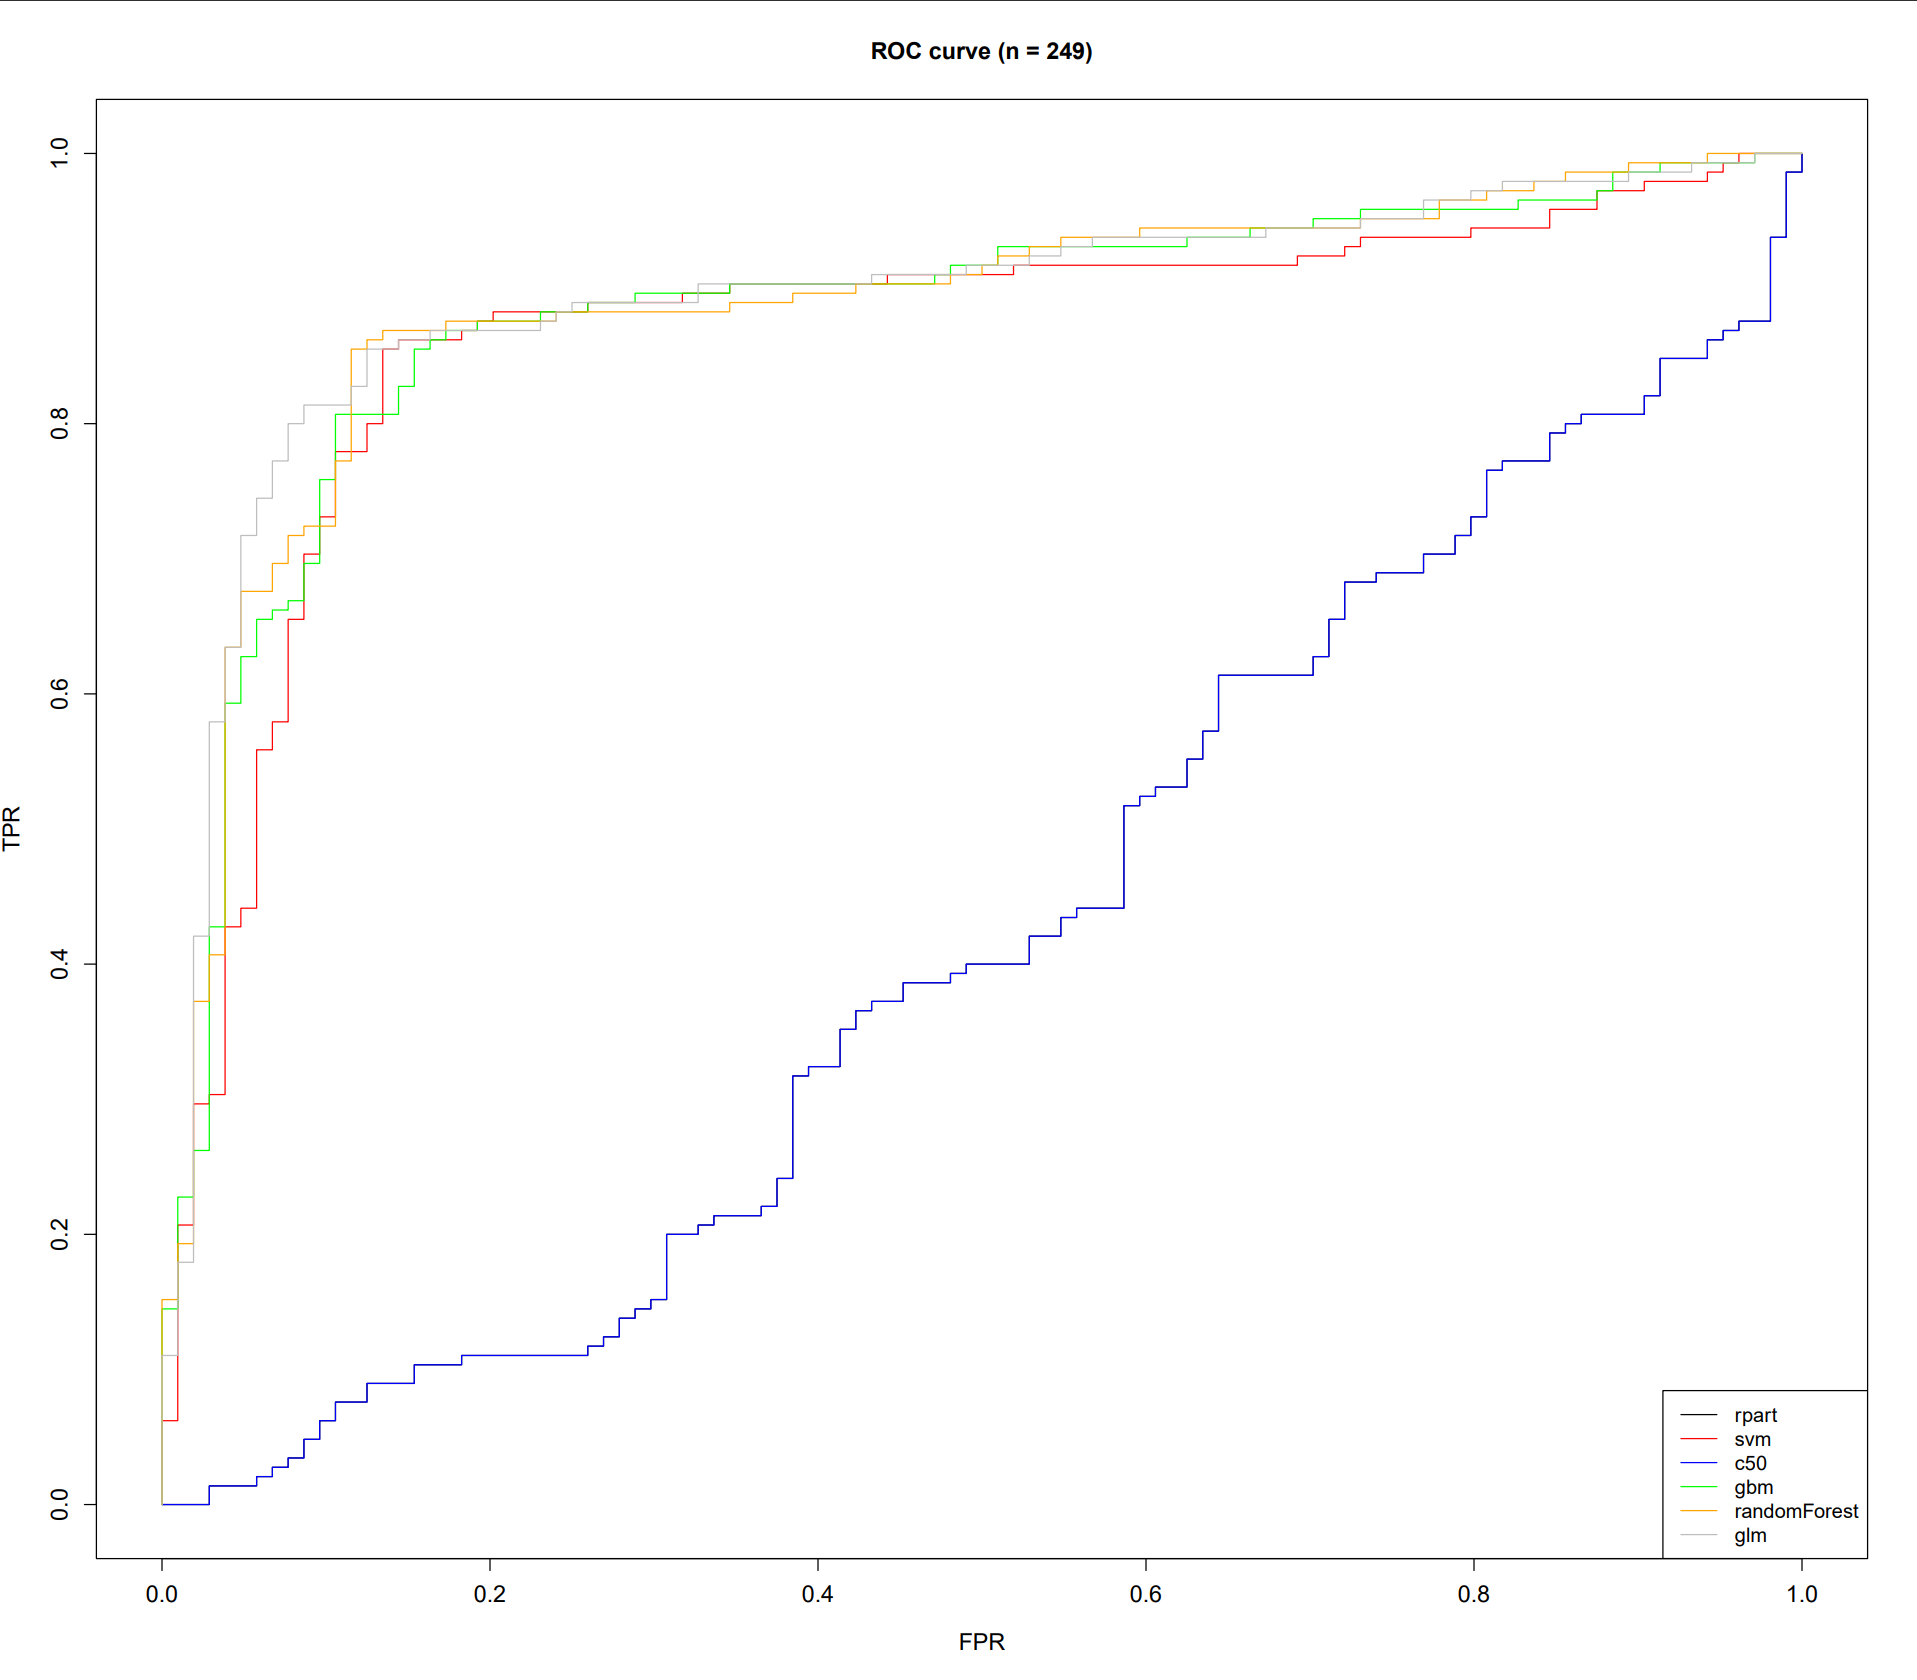 ROC curve (n = 249)
1.0
0.8
0.6
0.4
0.2
0.0
TPR
0.0 0.2 0.4 0.6 0.8 1.0
FPR
rpart
svm
c50
gbm
randomForest
glm